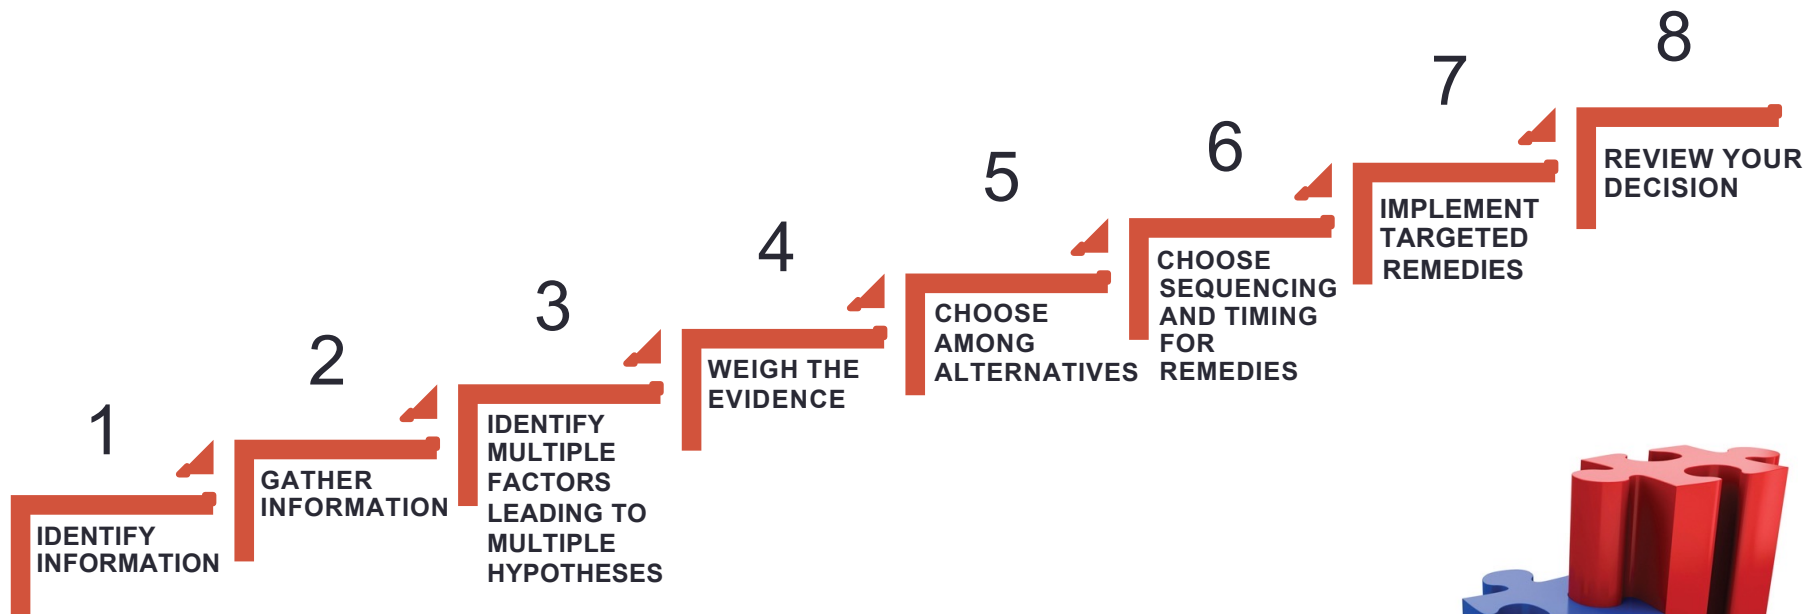 1
IDENTIFY
INFORMATION
2
GATHER
INFORMATION
3
IDENTIFY
MULTIPLE
FACTORS
LEADING TO
MULTIPLE
HYPOTHESES
4
WEIGH THE
EVIDENCE
5
CHOOSE
AMONG
ALTERNATIVES
6
CHOOSE
SEQUENCING
AND TIMING
FOR
REMEDIES
7
IMPLEMENT
TARGETED
REMEDIES
8
REVIEW YOUR
DECISION